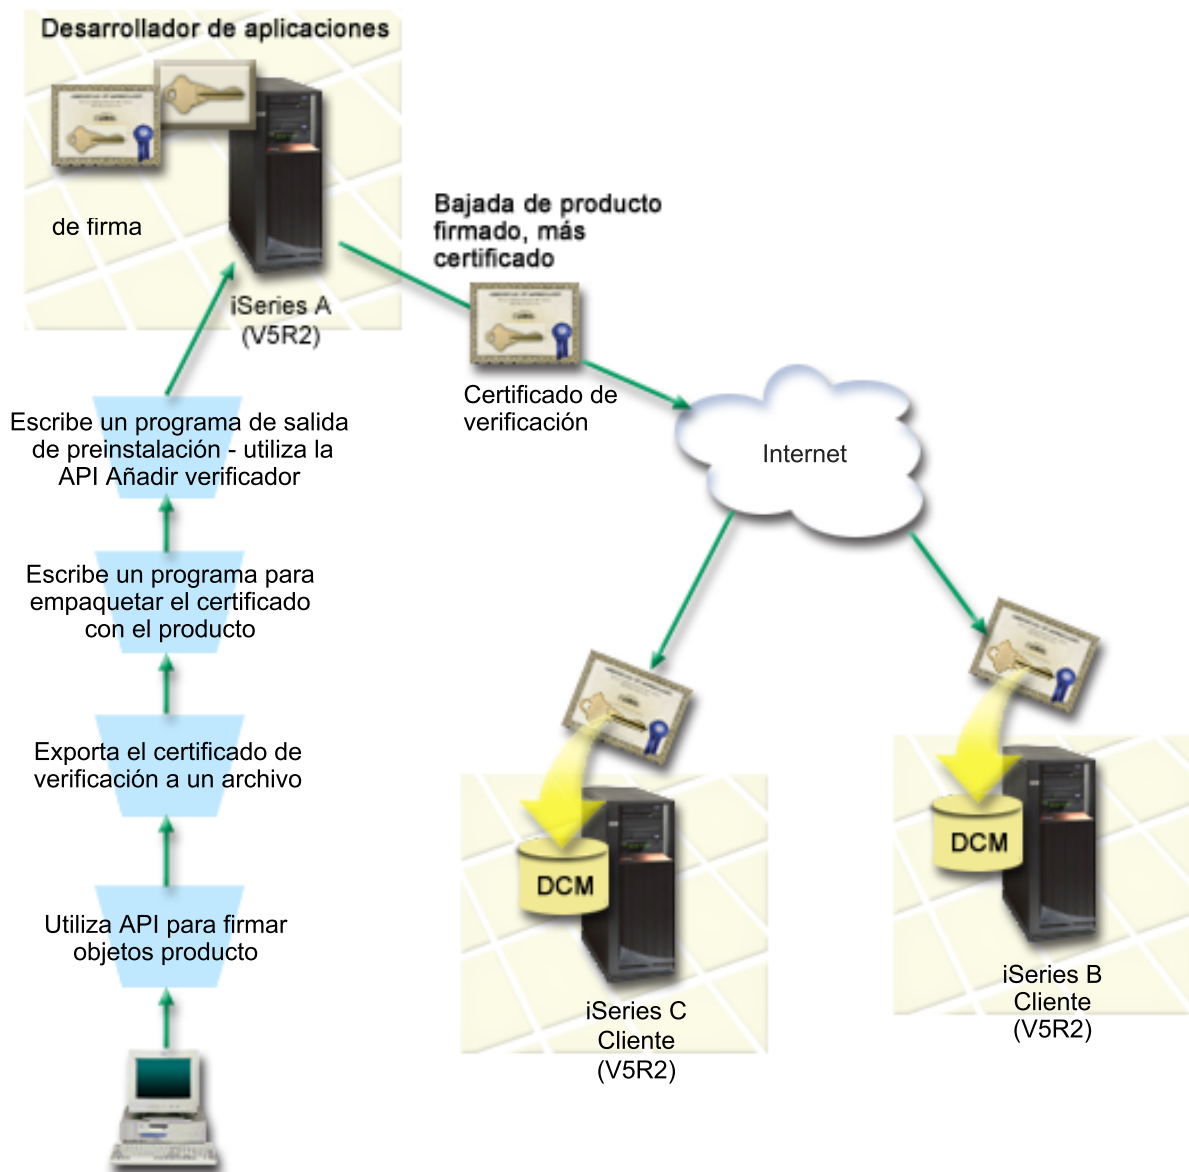 Desarrollador de aplicaciones
de firma
iSeries A
(V5R2)
Bajada de producto
firmado, más
certificado
Certificado de
verificación
Internet
Escribe un programa de salida
de preinstalación - utiliza la
API Añadir verificador
Escribe un programa para
empaquetar el certificado
con el producto
Exporta el certificado de
verificación a un archivo
Utiliza API para firmar
objetos producto
DCM
iSeries C
Cliente
(V5R2)
DCM
iSeries B
Cliente
(V5R2)